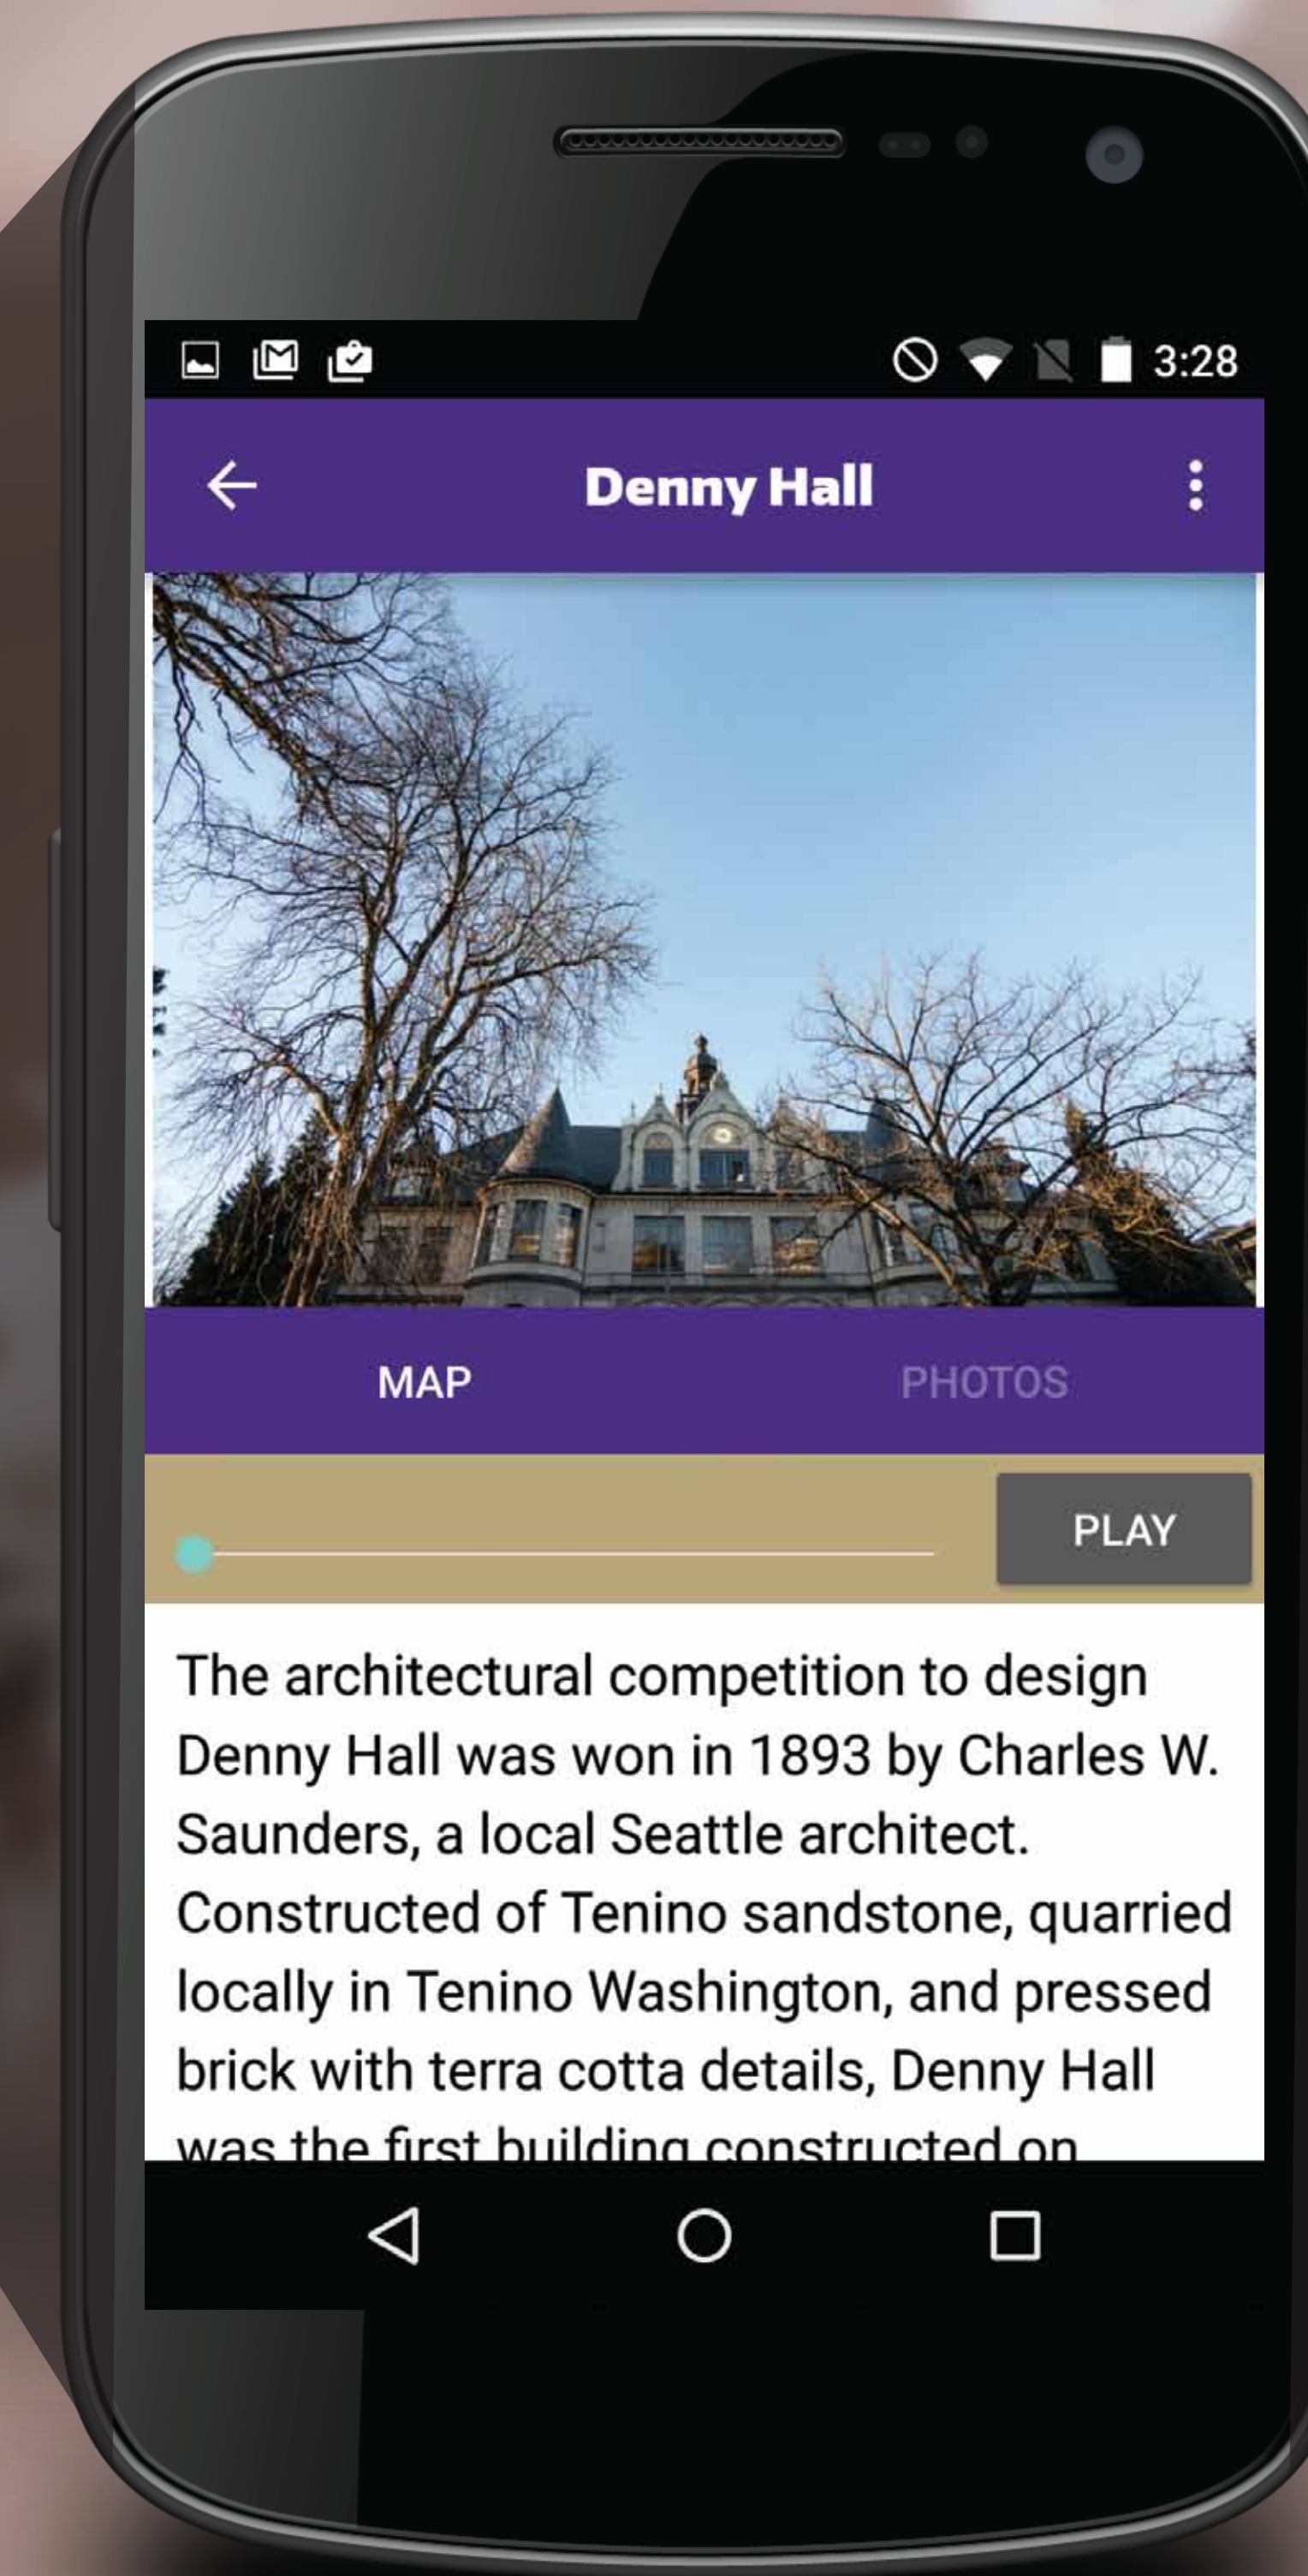 3:28
Denny Hall
MAP
PHOTOS
PLAY
The architectural competition to design
Denny Hall was won in 1893 by Charles W.
Saunders, a local Seattle architect.
Constructed of Tenino sandstone, quarried
locally in Tenino Washington, and pressed
brick with terra cotta details, Denny Hall
was the first building constructed on